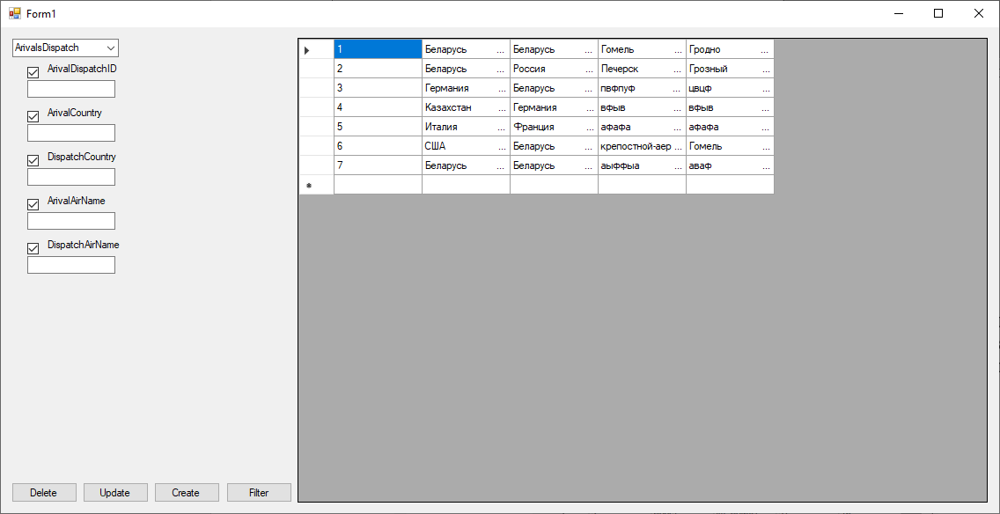 Form1
ArivalsDispatch
ArivalDispatchID
ArivalCountry
DispatchCountry
ArivalAirName
DispatchAirName
1 Беларусь ... Беларусь ... Гомель ... Гродно ...
2 Беларусь ... Россия ... Печерск ... Грозный ...
3 Германия ... Беларусь ... пвфпуф ... цвцф ...
4 Казахстан ... Германия ... вфыв ... вфыв ...
5 Италия ... Франция ... афафа ... афафа ...
6 США ... Беларусь ... крепостной-аер ... Гомель ...
7 Беларусь ... Беларусь ... аыффыа ... аваф ...
Delete Update Create Filter